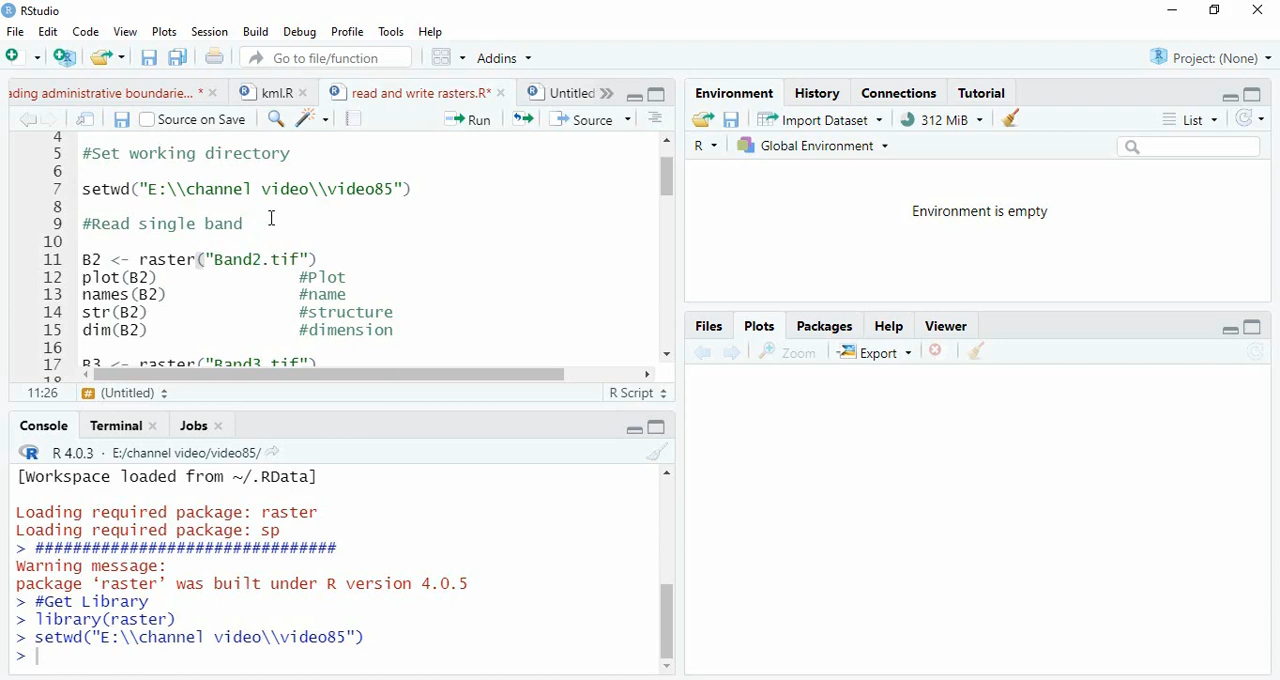 RStudio
File Edit Code View Plots Session Build Debug Profile Tools Help
Go to file/function Addins Project: (None)
ading administrative boundarie... * kml.R read and write rasters.R* Untitled
Source on Save Run Source
4
5 #Set working directory
6
7 setwd("E:\\channel video\\video85")
8
9 #Read single band
10
11 B2 <- raster("Band2.tif")
12 plot(B2) #Plot
13 names(B2) #name
14 str(B2) #structure
15 dim(B2) #dimension
16
17 B3 <- raster("Band3.tif")
18
11:26 # (Untitled) R Script
Console Terminal Jobs
R R 4.0.3 · E:/channel video/video85/
[Workspace loaded from ~/.RData]
Loading required package: raster
Loading required package: sp
> ################################
Warning message:
package ‘raster’ was built under R version 4.0.5
> #Get Library
> library(raster)
> setwd("E:\\channel video\\video85")
>
Environment History Connections Tutorial
Import Dataset 312 MiB List
R Global Environment
Environment is empty
Files Plots Packages Help Viewer
Zoom Export